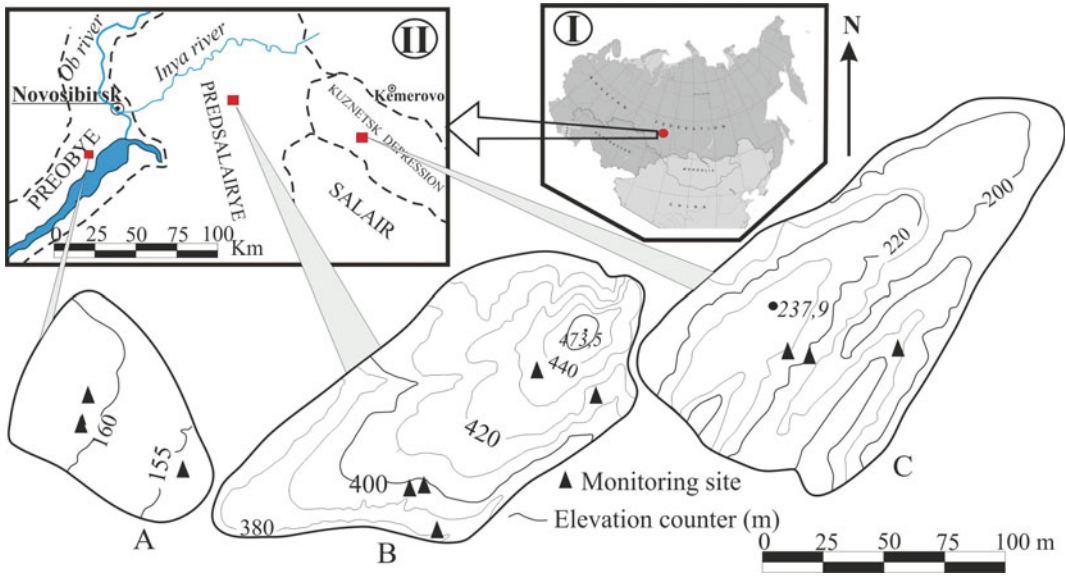 II
Ob river
Inya river
Novosibirsk
Kemerovo
PREOBYE
PREDSALAIRYE
KUZNETSK DEPRESSION
SALAIR
0 25 50 75 100
Km
I
MONGOLIA
CHINA
N
200
220
237,9
C
473,5
440
420
400
380
B
160
155
A
Monitoring site
Elevation counter (m)
0 25 50 75 100 m